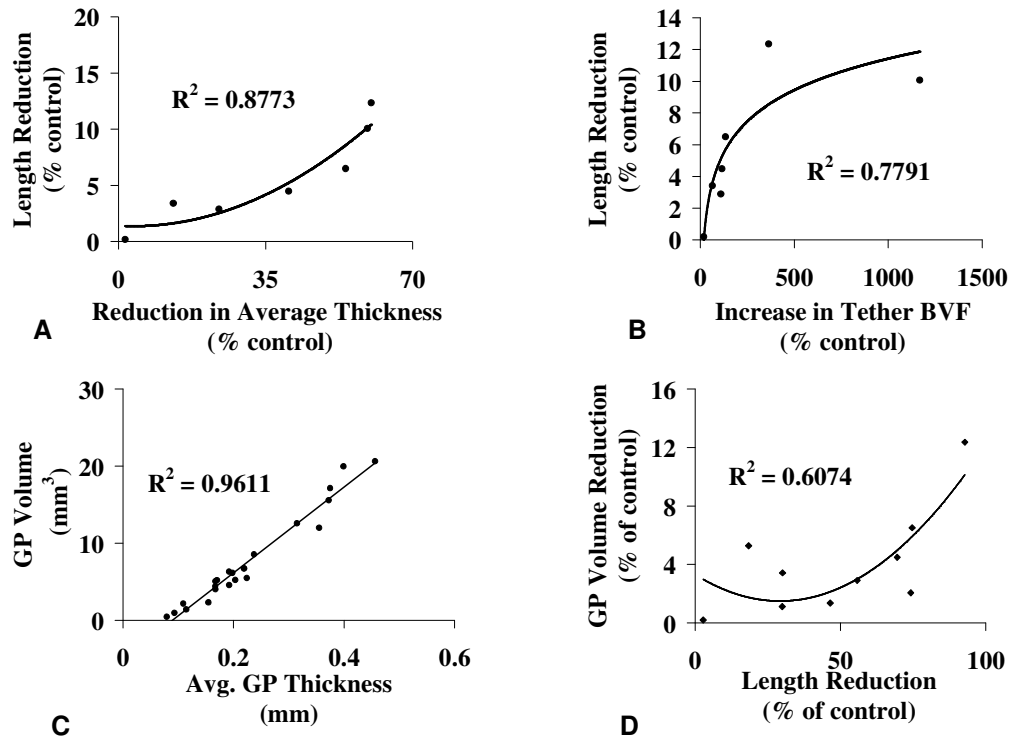 20
15
10
5
0
Length Reduction
(% control)
R² = 0.8773
0
35
70
Reduction in Average Thickness
(% control)
A
14
12
10
8
6
4
2
0
Length Reduction
(% control)
R² = 0.7791
0
500
1000
1500
Increase in Tether BVF
(% control)
B
30
20
10
0
GP Volume
(mm³)
R² = 0.9611
0
0.2
0.4
0.6
Avg. GP Thickness
(mm)
C
16
12
8
4
0
GP Volume Reduction
(% of control)
R² = 0.6074
0
50
100
Length Reduction
(% of control)
D